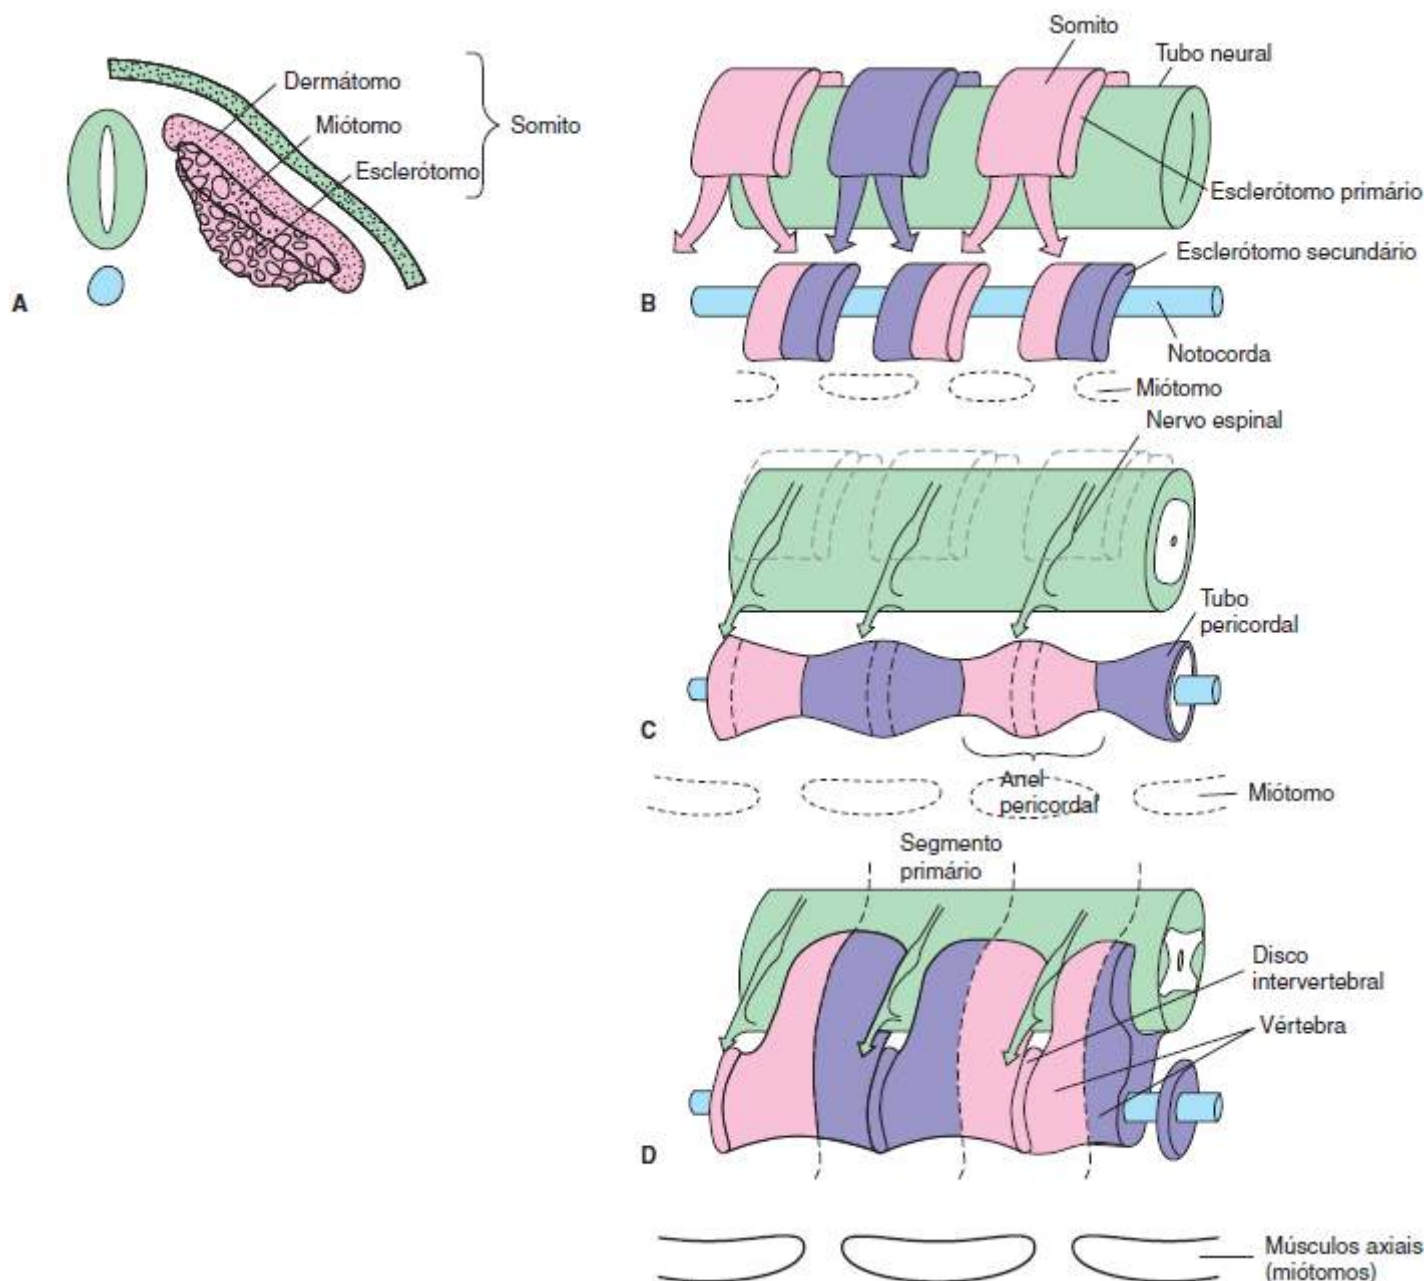 Dermátomo
Miótomo
Esclerótomo
Somito
A
Somito
Tubo neural
Esclerótomo primário
Esclerótomo secundário
B
Notocorda
Miótomo
Nervo espinal
Tubo
pericordal
C
Anel
pericordal
Miótomo
Segmento
primário
Disco
intervertebral
Vértebra
D
Músculos axiais
(miótomos)